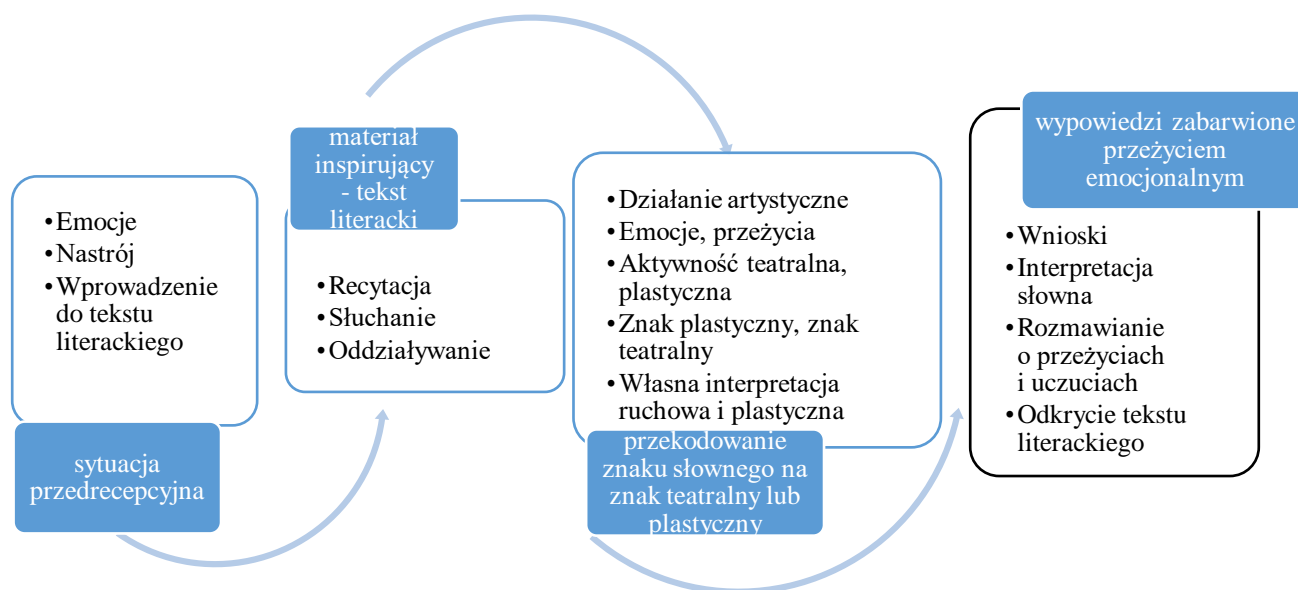 • Emocje
• Nastrój
• Wprowadzenie
do tekstu
literackiego
sytuacja
przedrecepcyjna
materiał
inspirujący
- tekst
literacki
• Recytacja
• Słuchanie
• Oddziaływanie
• Działanie artystyczne
• Emocje, przeżycia
• Aktywność teatralna,
plastyczna
• Znak plastyczny, znak
teatralny
• Własna interpretacja
ruchowa i plastyczna
przekodowanie
znaku słownego na
znak teatralny lub
plastyczny
wypowiedzi zabarwione
przeżyciem
emocjonalnym
• Wnioski
• Interpretacja
słowna
• Rozmawianie
o przeżyciach
i uczuciach
• Odkrycie tekstu
literackiego